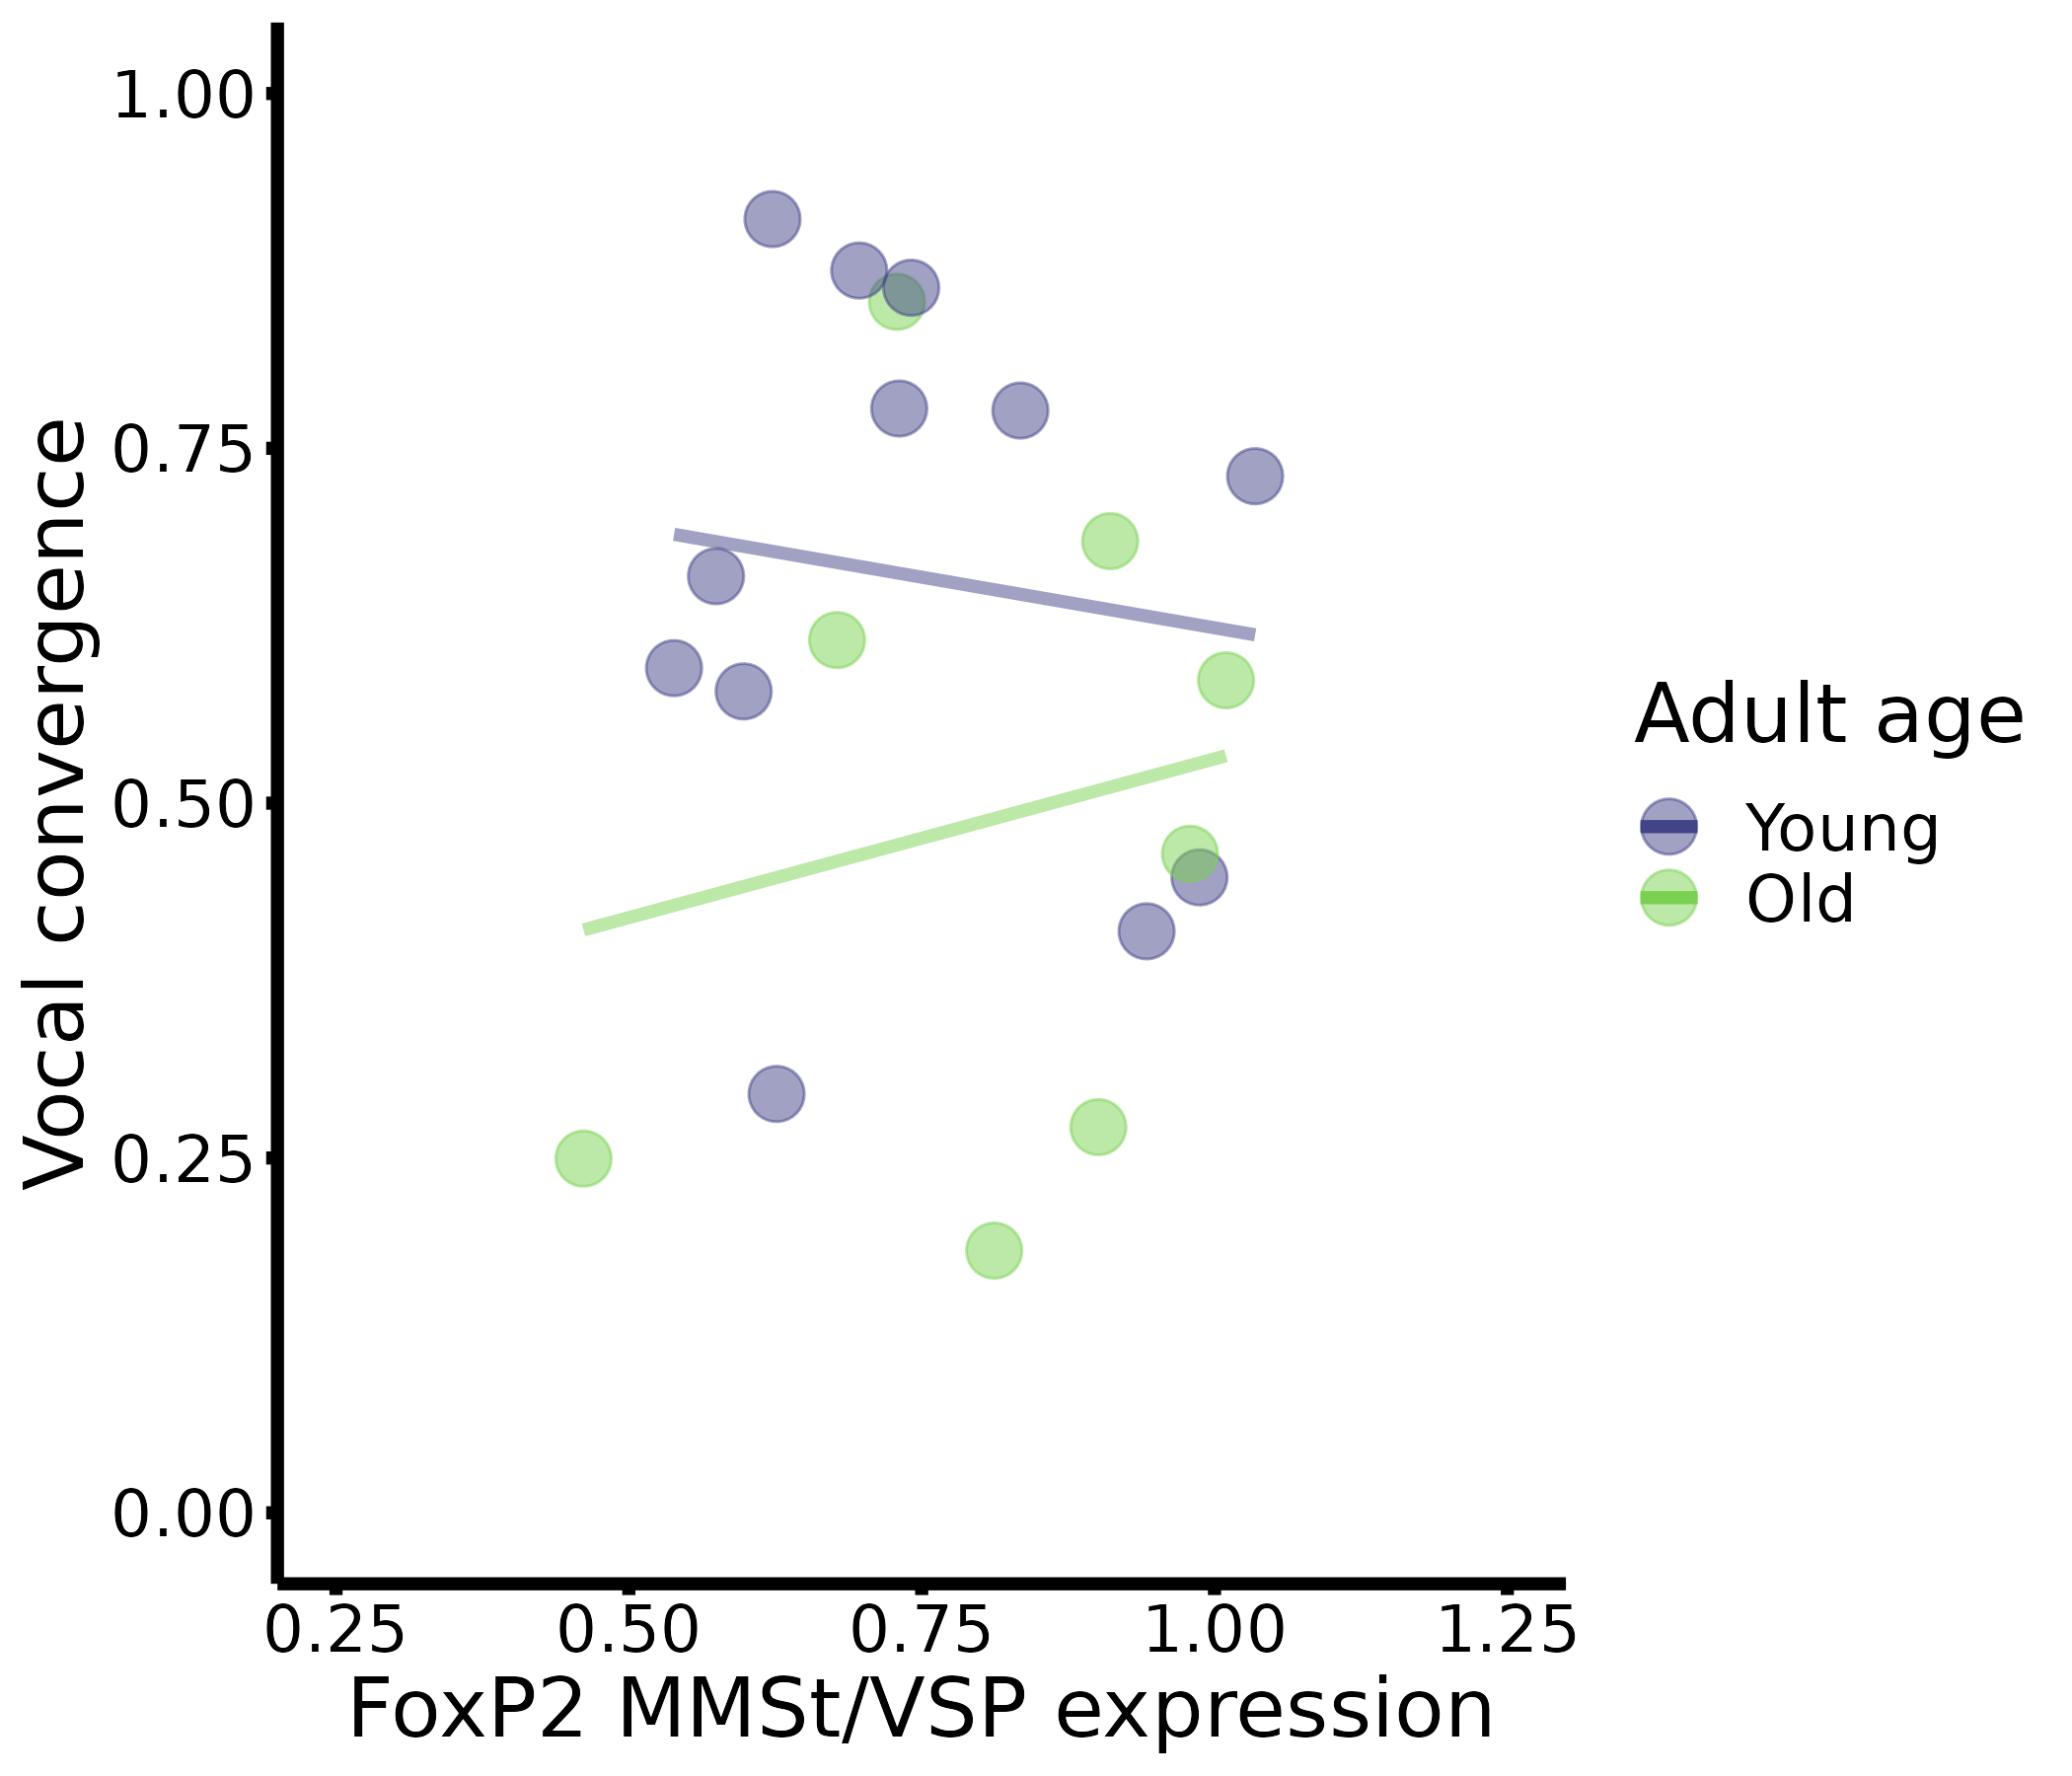 1.00
0.75
0.50
0.25
0.00
Vocal convergence
0.25 0.50 0.75 1.00 1.25
FoxP2 MMSt/VSP expression
Adult age
Young
Old